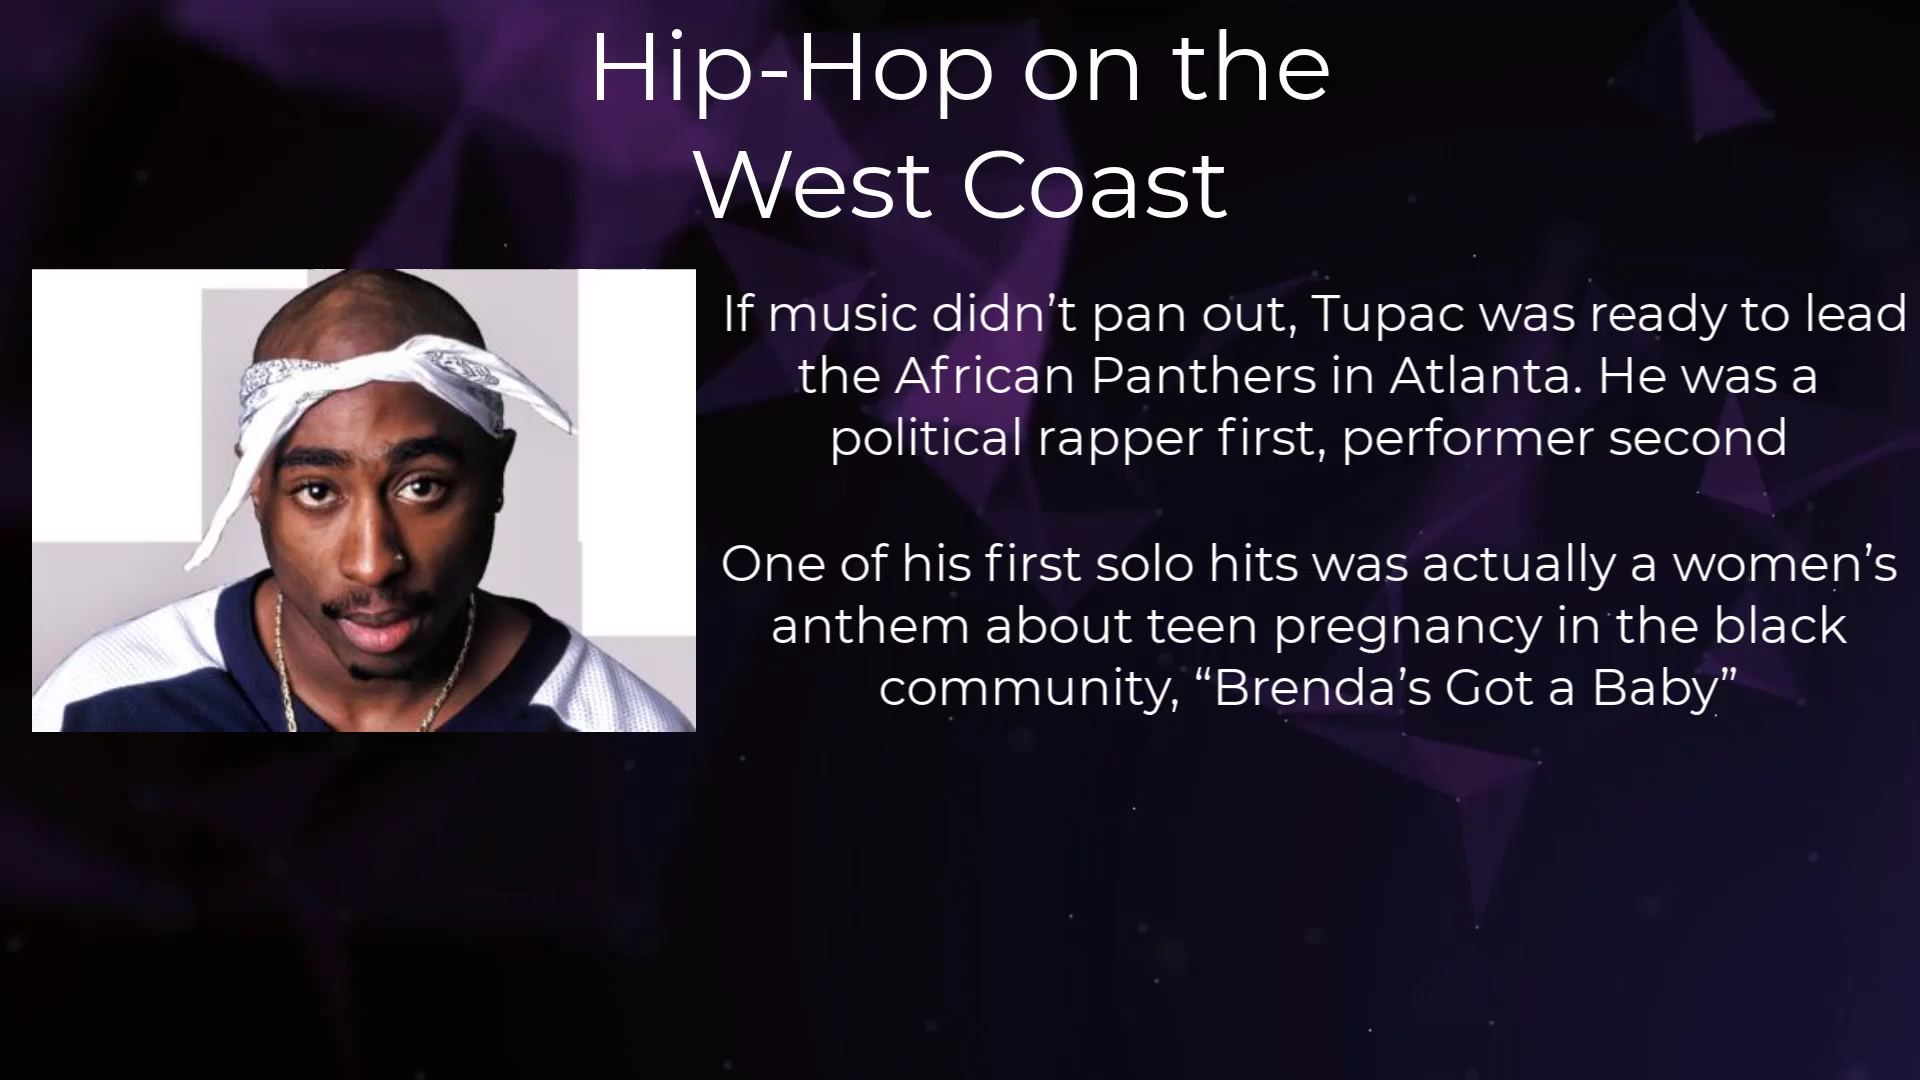 Hip-Hop on the
West Coast
If music didn’t pan out, Tupac was ready to lead
the African Panthers in Atlanta. He was a
political rapper first, performer second
One of his first solo hits was actually a women’s
anthem about teen pregnancy in the black
community, “Brenda’s Got a Baby”